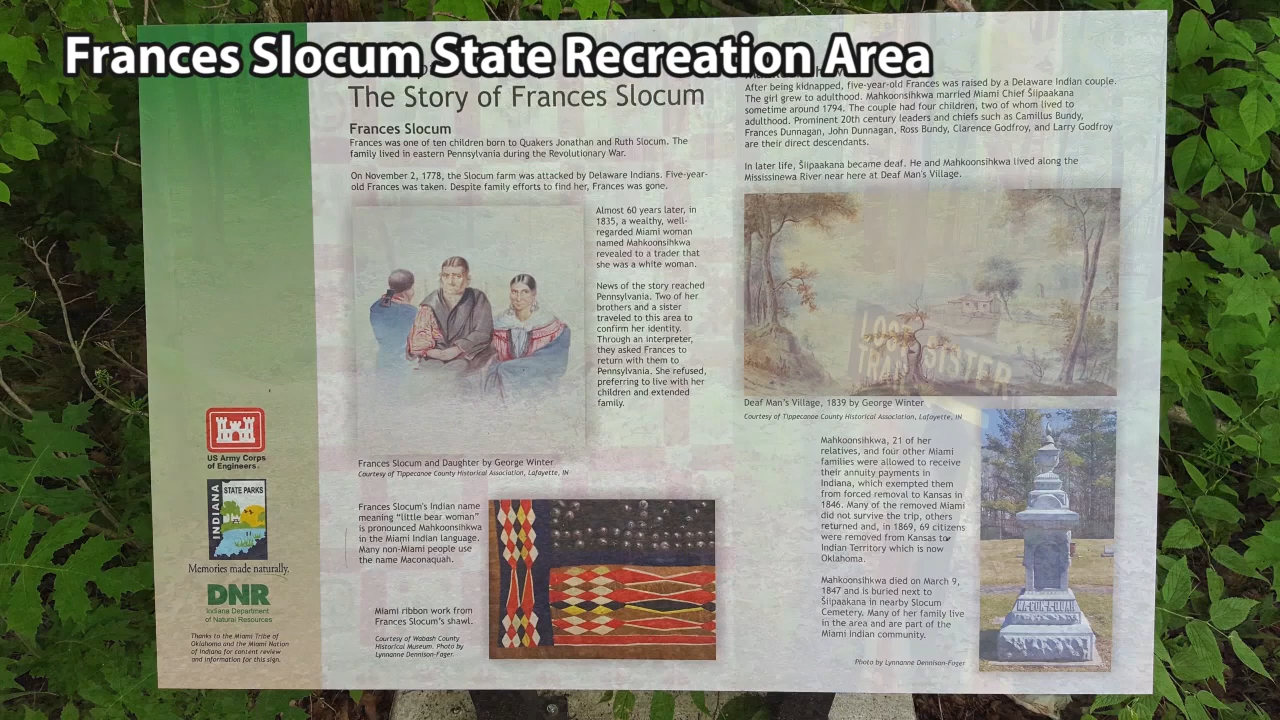 Frances Slocum State Recreation Area
The Story of Frances Slocum
Frances Slocum
Frances was one of ten children born to Quakers Jonathan and Ruth Slocum. The
family lived in eastern Pennsylvania during the Revolutionary War.
On November 2, 1778, the Slocum farm was attacked by Delaware Indians. Five-year-
old Frances was taken. Despite family efforts to find her, Frances was gone.
Almost 60 years later, in
1835, a wealthy, well-
regarded Miami woman
named Mahkoonsihkwa
revealed to a trader that
she was a white woman.
News of the story reached
Pennsylvania. Two of her
brothers and a sister
traveled to this area to
confirm her identity.
Through an interpreter,
they asked Frances to
return with them to
Pennsylvania. She refused,
preferring to live with her
children and extended
family.
Frances Slocum and Daughter by George Winter
Courtesy of Tippecanoe County Historical Association, Lafayette, IN
Frances Slocum's Indian name
meaning “little bear woman”
is pronounced Mahkoonsihkwa
in the Miami Indian language.
Many non-Miami people use
the name Maconaquah.
Miami ribbon work from
Frances Slocum's shawl.
Courtesy of Wabash County
Historical Museum. Photo by
Lynnanne Dennison-Fager.
After being kidnapped, five-year-old Frances was raised by a Delaware Indian couple.
The girl grew to adulthood. Mahkoonsihkwa married Miami Chief Šiipaakana
sometime around 1794. The couple had four children, two of whom lived to
adulthood. Prominent 20th century leaders and chiefs such as Camillus Bundy,
Frances Dunnagan, John Dunnagan, Ross Bundy, Clarence Godfroy, and Larry Godfroy
are their direct descendants.
In later life, Šiipaakana became deaf. He and Mahkoonsihkwa lived along the
Mississinewa River near here at Deaf Man's Village.
LOST SISTER
TRAIL
Deaf Man's Village, 1839 by George Winter
Courtesy of Tippecanoe County Historical Association, Lafayette, IN
Mahkoonsihkwa, 21 of her
relatives, and four other Miami
families were allowed to receive
their annuity payments in
Indiana, which exempted them
from forced removal to Kansas in
1846. Many of the removed Miami
did not survive the trip, others
returned and, in 1869, 69 citizens
were removed from Kansas to
Indian Territory which is now
Oklahoma.
Mahkoonsihkwa died on March 9,
1847 and is buried next to
Šiipaakana in nearby Slocum
Cemetery. Many of her family live
in the area and are part of the
Miami Indian community.
MA-CON-A-QUAH
Photo by Lynnanne Dennison-Fager
US Army Corps
of Engineers.
INDIANA
STATE PARKS
Memories made naturally.
DNR
Indiana Department
of Natural Resources
Thanks to the Miami Tribe of
Oklahoma and the Miami Nation
of Indiana for content review
and information for this sign.